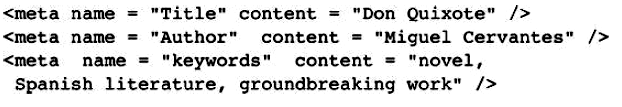 <meta name = "Title" content = "Don Quixote" />
<meta name = "Author"  content = "Miguel Cervantes" />
<meta  name = "keywords"  content = "novel,
 Spanish literature, groundbreaking work" />